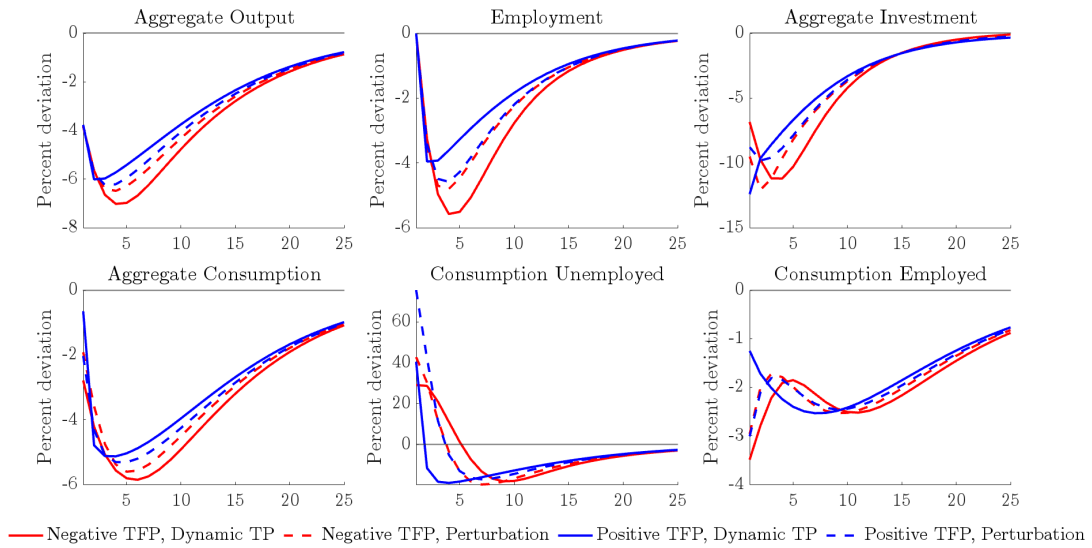 Aggregate Output
Employment
Aggregate Investment
Percent deviation
0
-2
-4
-6
-8
5 10 15 20 25
Percent deviation
0
-2
-4
-6
5 10 15 20 25
Percent deviation
0
-5
-10
-15
5 10 15 20 25
Aggregate Consumption
Consumption Unemployed
Consumption Employed
Percent deviation
0
-2
-4
-6
5 10 15 20 25
Percent deviation
60
40
20
0
5 10 15 20 25
Percent deviation
0
-1
-2
-3
-4
5 10 15 20 25
Negative TFP, Dynamic TP Negative TFP, Perturbation Positive TFP, Dynamic TP Positive TFP, Perturbation